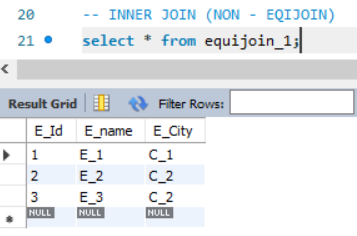 20 -- INNER JOIN (NON - EQIJOIN)
21 select * from equijoin_1;
Result Grid Filter Rows:
E_Id E_name E_City
1 E_1 C_1
2 E_2 C_2
3 E_3 C_2
NULL NULL NULL